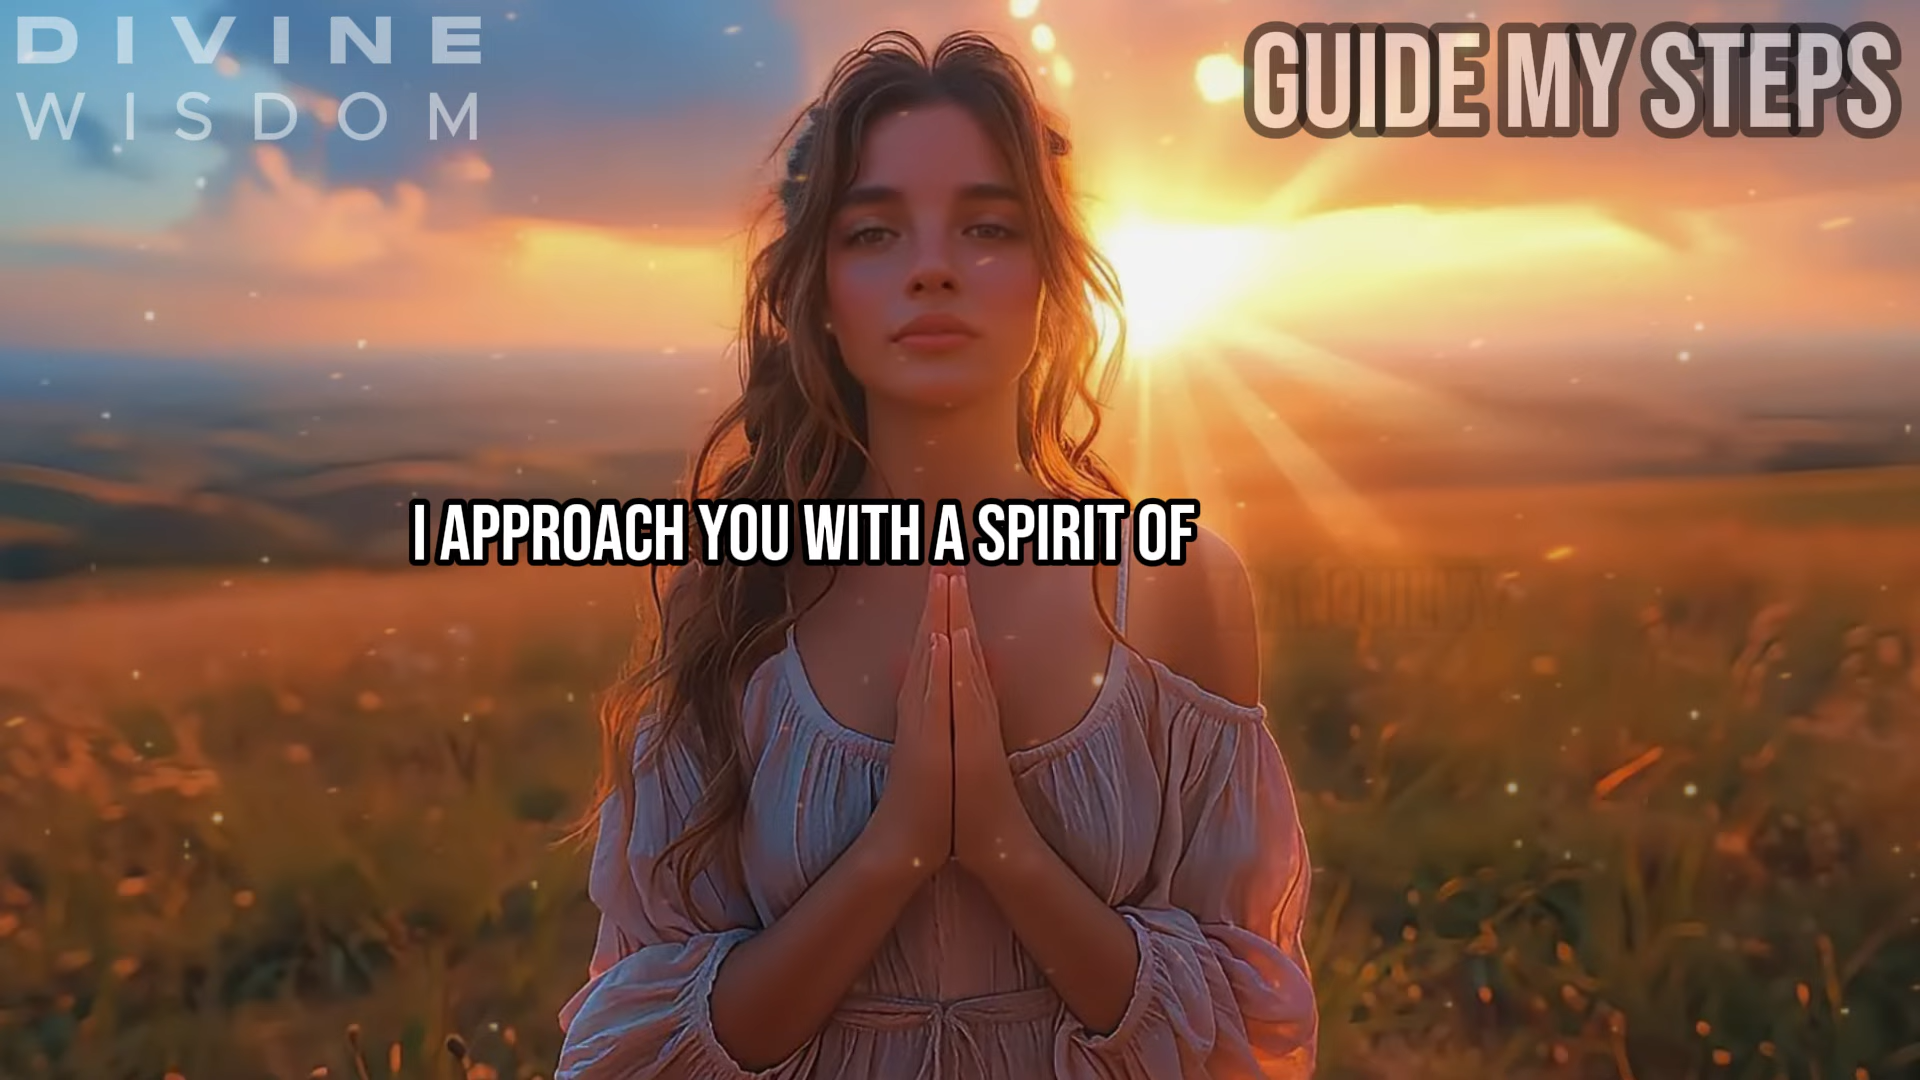 DIVINE
WISDOM
GUIDE MY STEPS
I APPROACH YOU WITH A SPIRIT OF